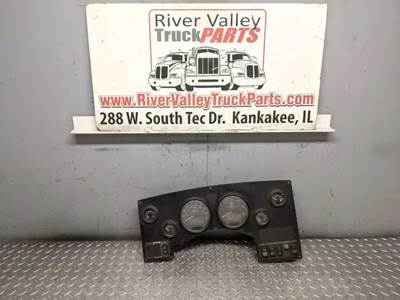 River Valley
TruckPARTS
www.RiverValleyTruckParts.com
288 W. South Tec Dr. Kankakee, IL